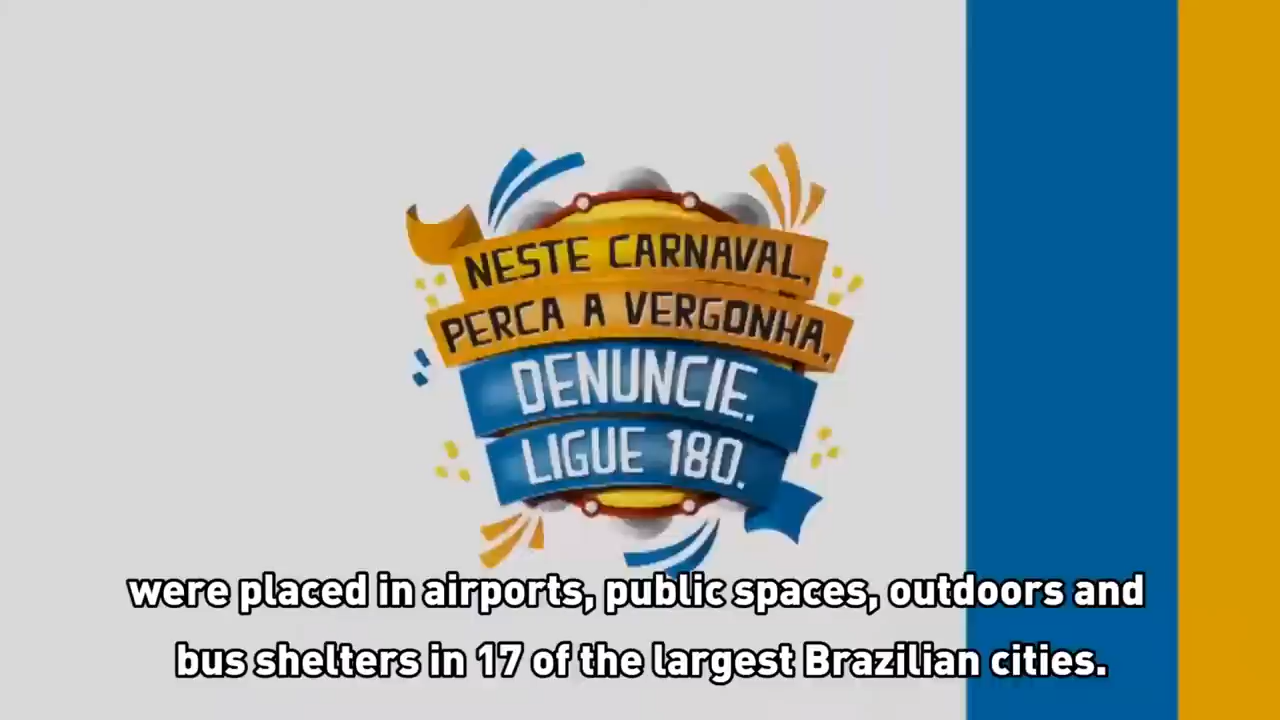 NESTE CARNAVAL,
PERCA A VERGONHA,
DENUNCIE.
LIGUE 180.
were placed in airports, public spaces, outdoors and
bus shelters in 17 of the largest Brazilian cities.